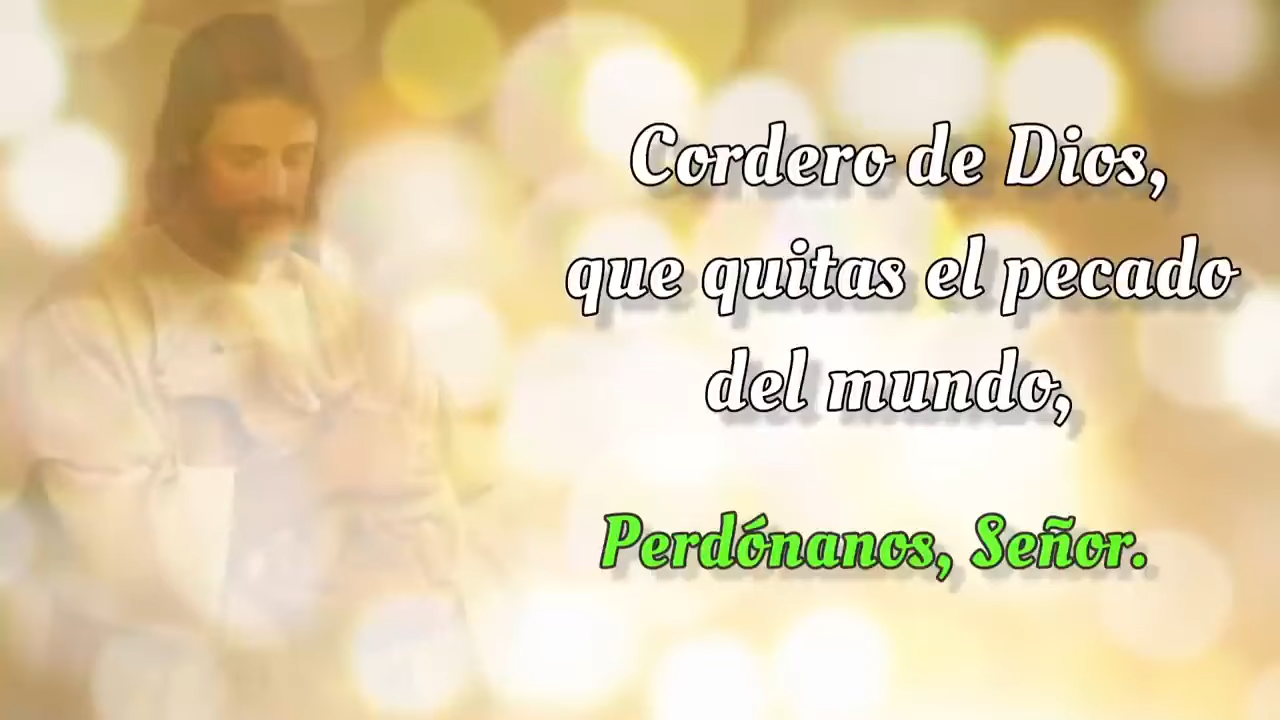 Cordero de Dios,
que quitas el pecado
del mundo,
Perdónanos, Señor.